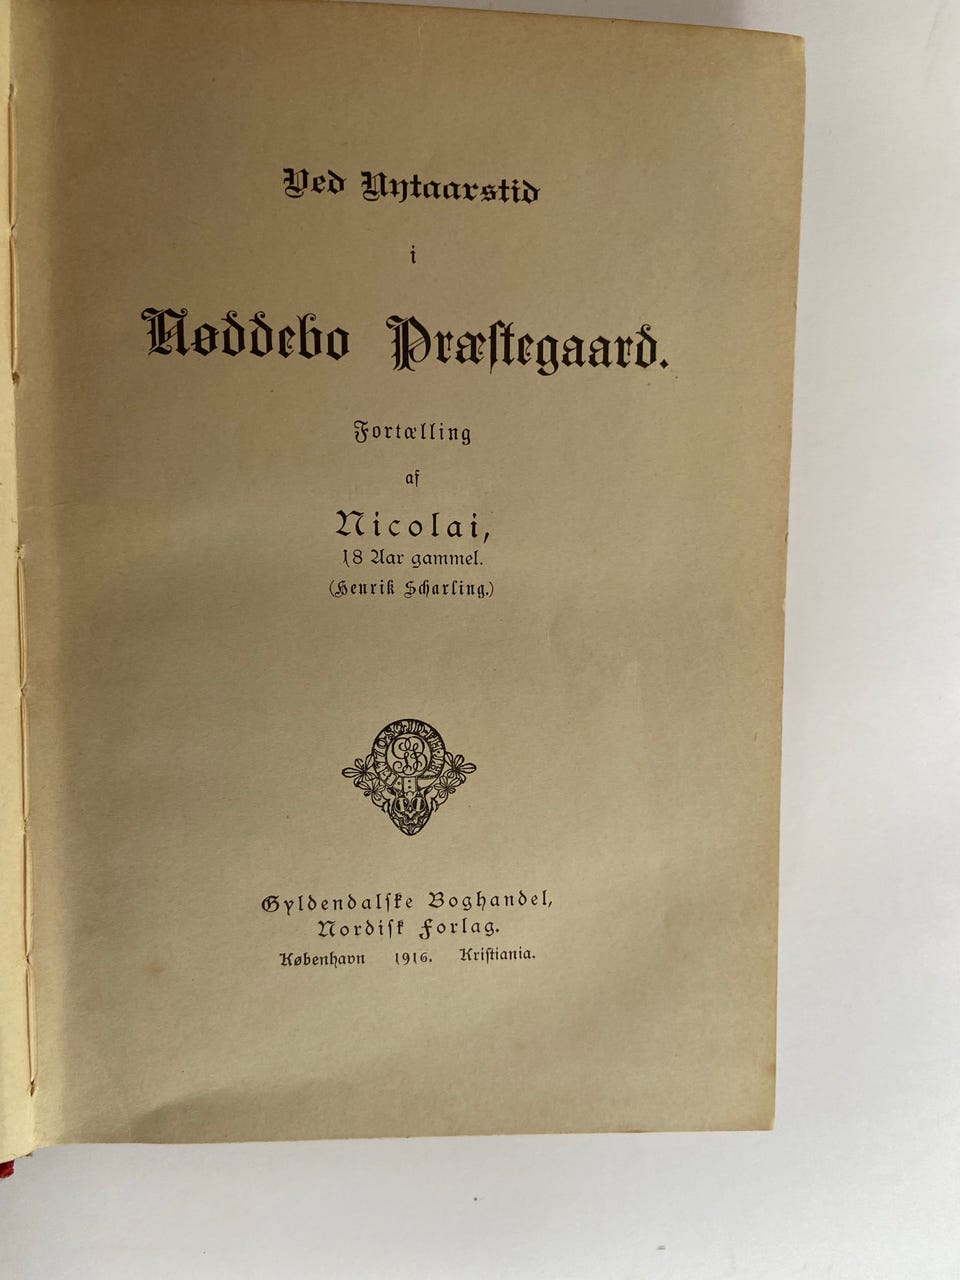 Ved Nytaarstid
i
Nøddebo Præstegaard.
Fortælling
af
Nicolai,
18 Aar gammel.
(Henrik Scharling.)
Gyldendalske Boghandel,
Nordisk Forlag.
København 1916. Kristiania.